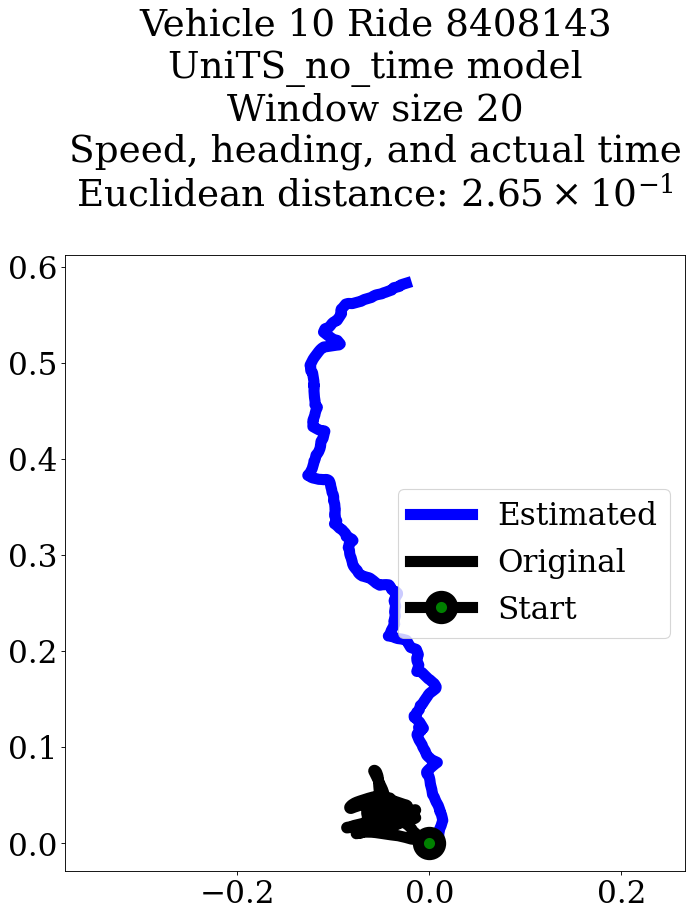 Vehicle 10 Ride 8408143
UniTS_no_time model
Window size 20
Speed, heading, and actual time
Euclidean distance: 2.65 × 10⁻¹
0.6
0.5
0.4
0.3
0.2
0.1
0.0
Estimated
Original
Start
−0.2
0.0
0.2